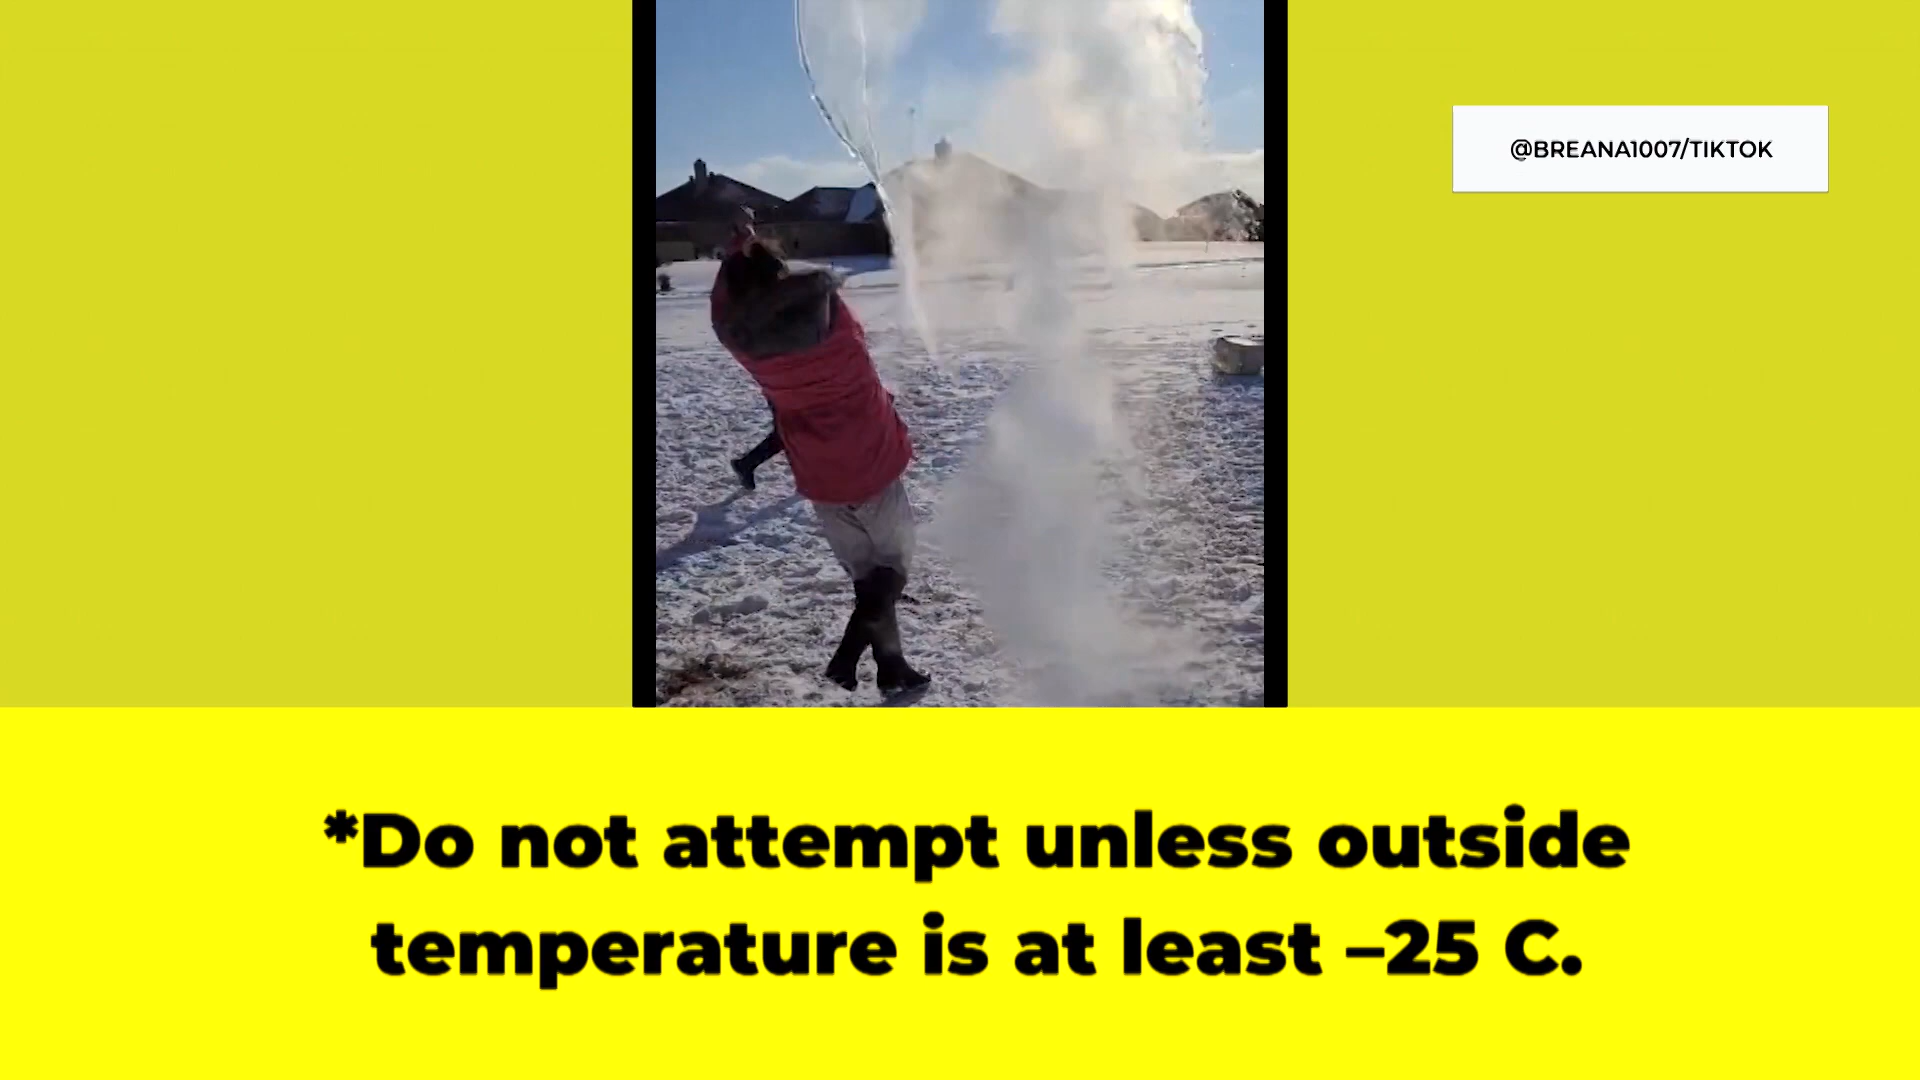 @BREANA1007/TIKTOK
*Do not attempt unless outside
temperature is at least –25 C.